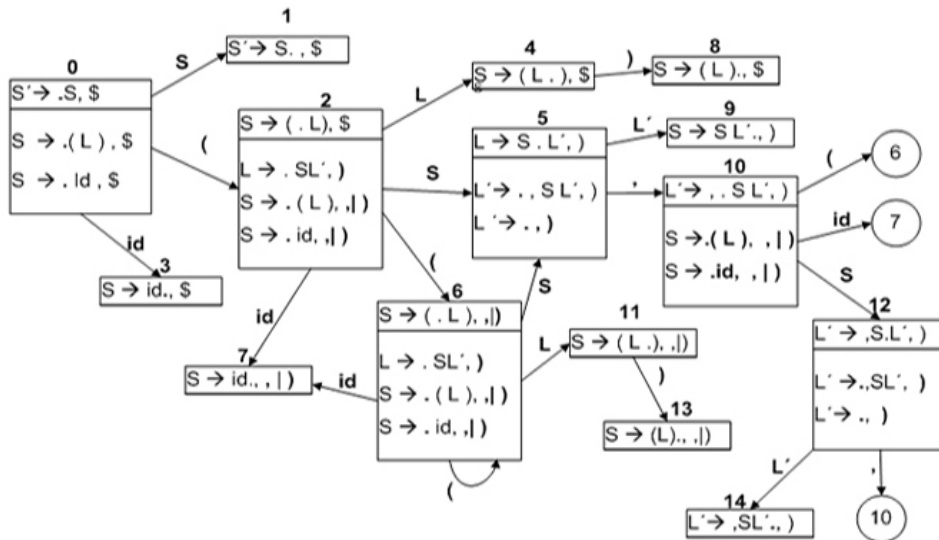 1
S´→ S. , $
S
0
S´→ .S, $
S → .( L ) , $
S → . Id , $
(
id
3
S → id., $
2
S → ( . L), $
L → . SL´, )
S → . ( L), ,| )
S → . id, ,| )
L
4
S → ( L . ), $
)
8
S → ( L )., $
S
5
L → S . L´, )
L´→ . , S L´, )
L´→ . , )
L´
9
S → S L´., )
,
10
L´→ , . S L´, )
S →.( L ), , ,| )
S → .id, , | )
(
6
id
7
S
12
L´ → ,S.L´, )
L´ →.,SL´, )
L´→ ., )
L´
14
L´→ ,SL´., )
,
10
(
6
S → ( . L ), ,|)
L → . SL´, )
S → . ( L ), ,| )
S → . id, ,| )
(
S
id
7
S → id., , | )
id
L
11
S → ( L .), ,|)
)
13
S → (L)., ,|)